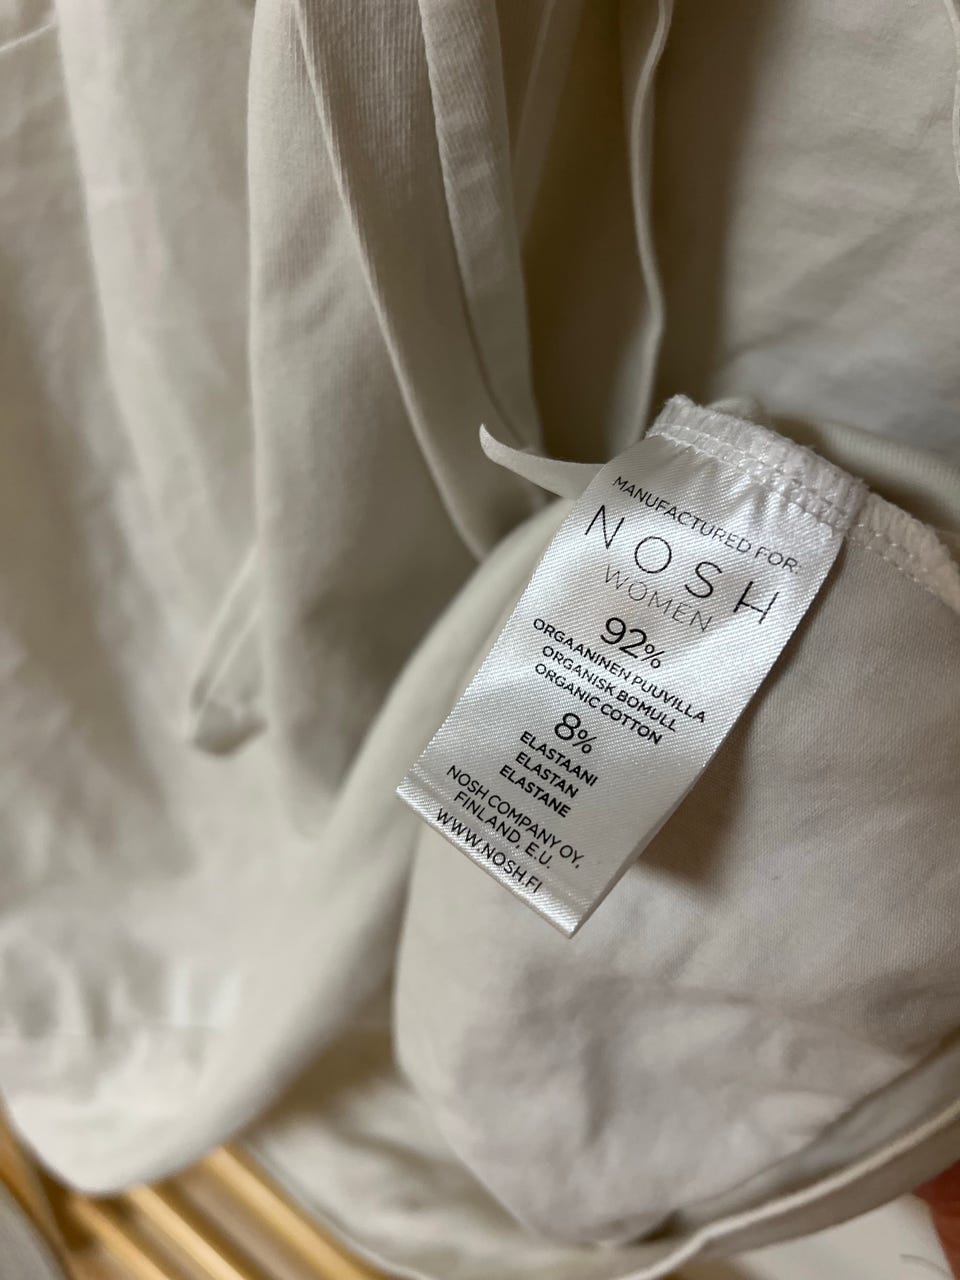 MANUFACTURED FOR:
NOSH
WOMEN
92%
ORGAANINEN PUUVILLA
ORGANISK BOMULL
ORGANIC COTTON
8%
ELASTAANI
ELASTAN
ELASTANE
NOSH COMPANY OY,
FINLAND, E.U.
WWW.NOSH.FI